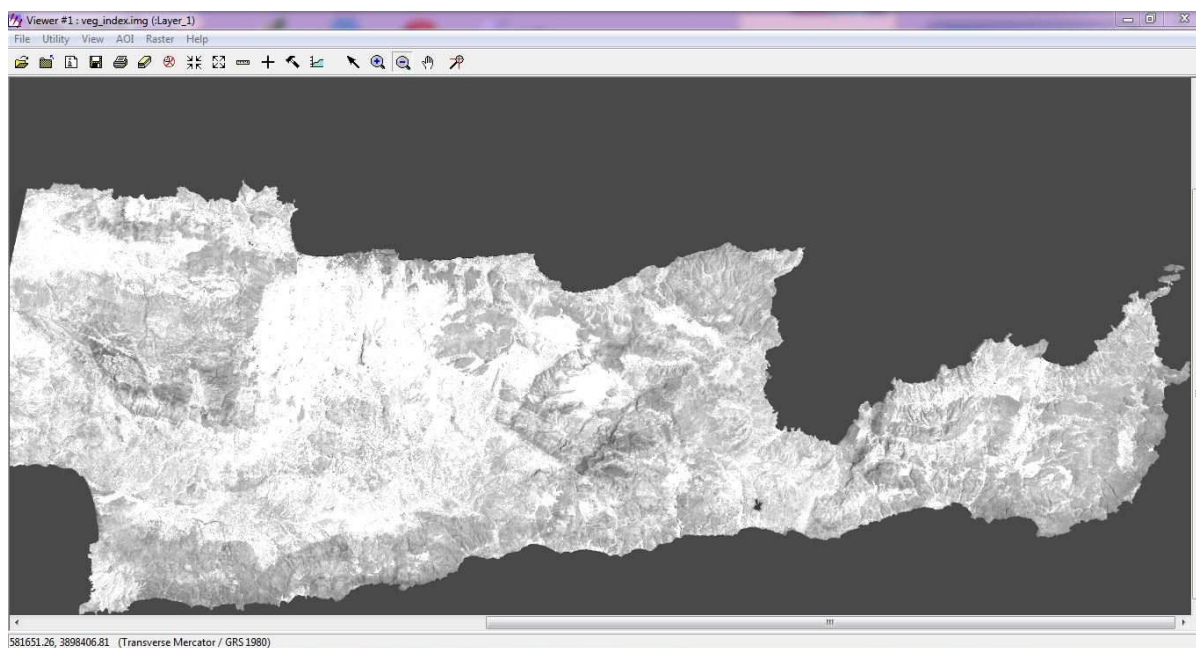 Viewer #1 : veg_index.img (:Layer_1)
File Utility View AOI Raster Help
581651.26, 3898406.81 (Transverse Mercator / GRS 1980)